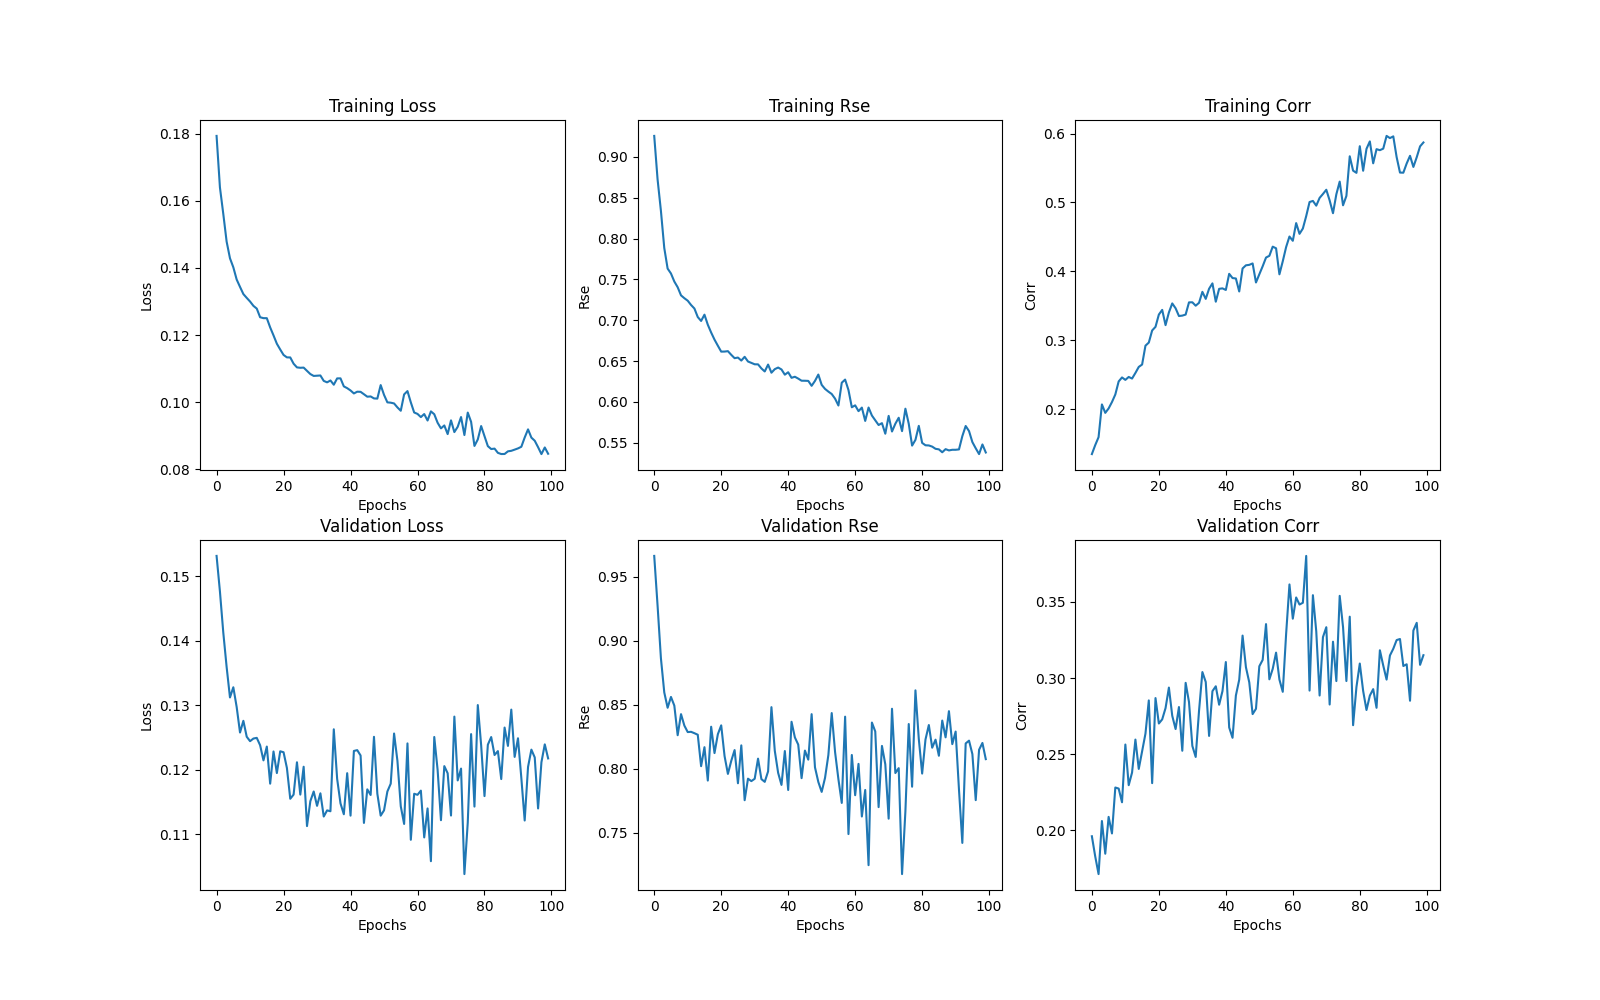 Training Loss
Loss
0.18
0.16
0.14
0.12
0.10
0.08
0 20 40 60 80 100
Epochs
Training Rse
Rse
0.90
0.85
0.80
0.75
0.70
0.65
0.60
0.55
0 20 40 60 80 100
Epochs
Training Corr
Corr
0.6
0.5
0.4
0.3
0.2
0 20 40 60 80 100
Epochs
Validation Loss
Loss
0.15
0.14
0.13
0.12
0.11
0 20 40 60 80 100
Epochs
Validation Rse
Rse
0.95
0.90
0.85
0.80
0.75
0 20 40 60 80 100
Epochs
Validation Corr
Corr
0.35
0.30
0.25
0.20
0 20 40 60 80 100
Epochs